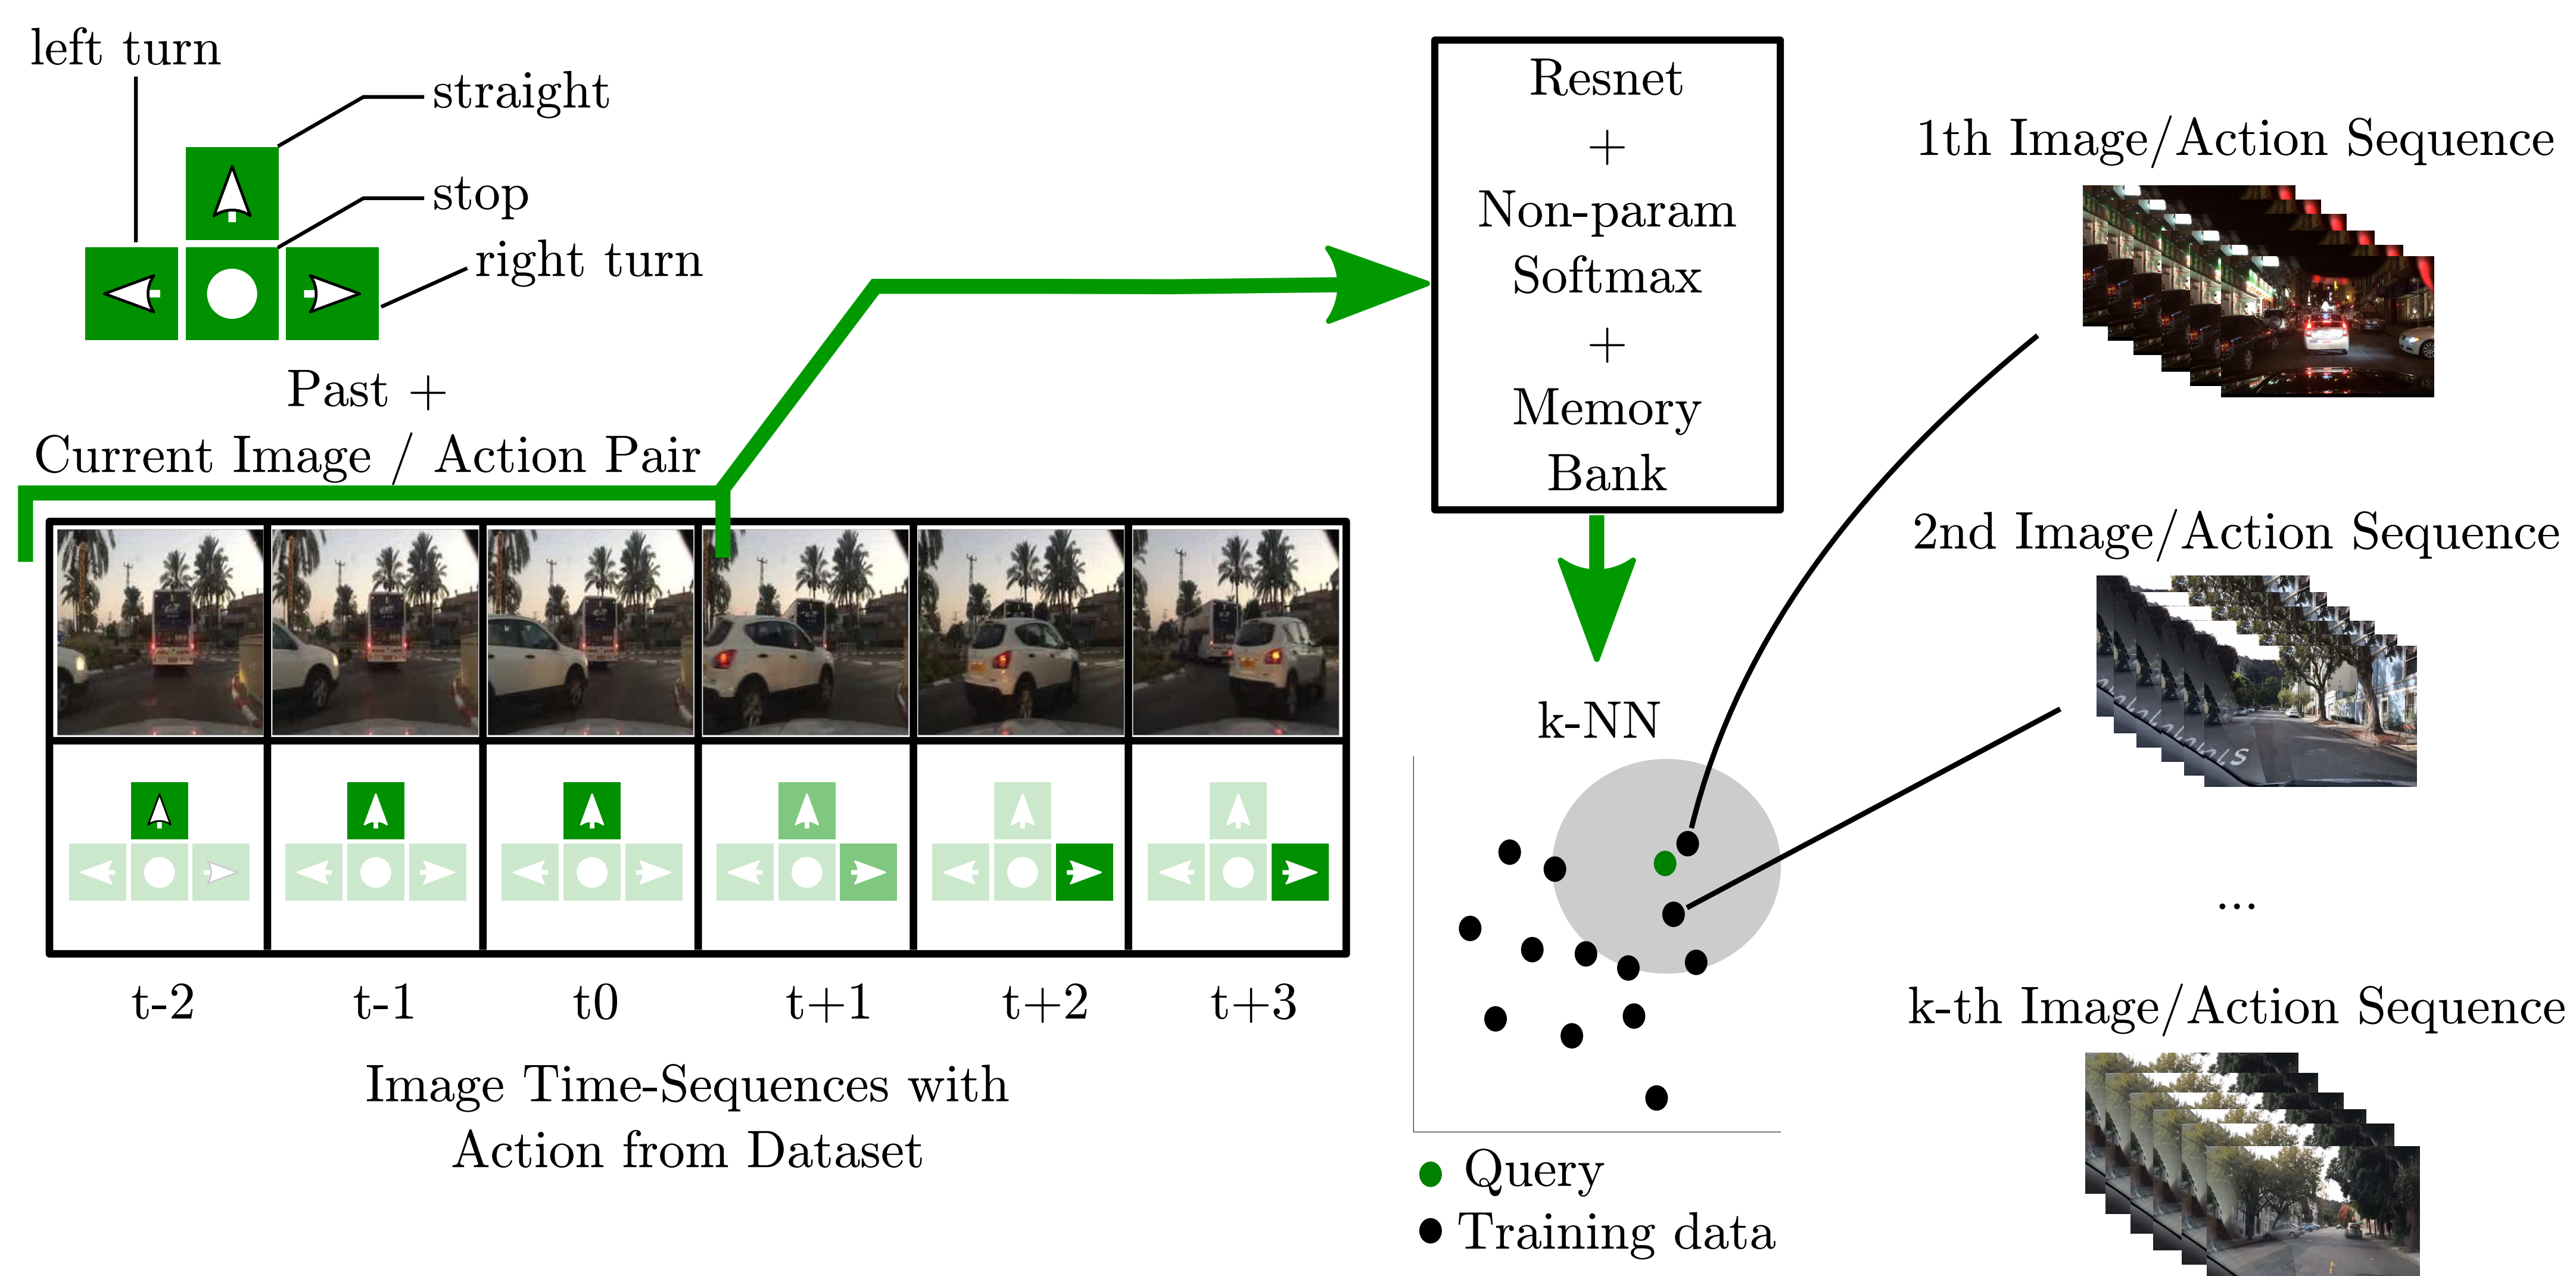 left turn
straight
stop
right turn
Past +
Current Image / Action Pair
t-2
t-1
t0
t+1
t+2
t+3
Image Time-Sequences with
Action from Dataset
Resnet
+
Non-param
Softmax
+
Memory
Bank
k-NN
Query
Training data
1th Image/Action Sequence
2nd Image/Action Sequence
...
k-th Image/Action Sequence